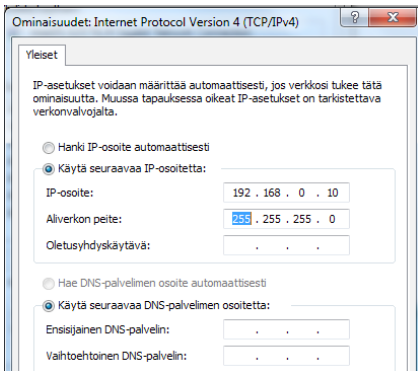 Ominaisuudet: Internet Protocol Version 4 (TCP/IPv4)
Yleiset
IP-asetukset voidaan määrittää automaattisesti, jos verkkosi tukee tätä
ominaisuutta. Muussa tapauksessa oikeat IP-asetukset on tarkistettava
verkonvalvojalta.
Hanki IP-osoite automaattisesti
Käytä seuraavaa IP-osoitetta:
IP-osoite: 192 . 168 . 0 . 10
Aliverkon peite: 255 . 255 . 255 . 0
Oletusyhdyskäytävä: . . .
Hae DNS-palvelimen osoite automaattisesti
Käytä seuraavaa DNS-palvelimen osoitetta:
Ensisijainen DNS-palvelin: . . .
Vaihtoehtoinen DNS-palvelin: . . .